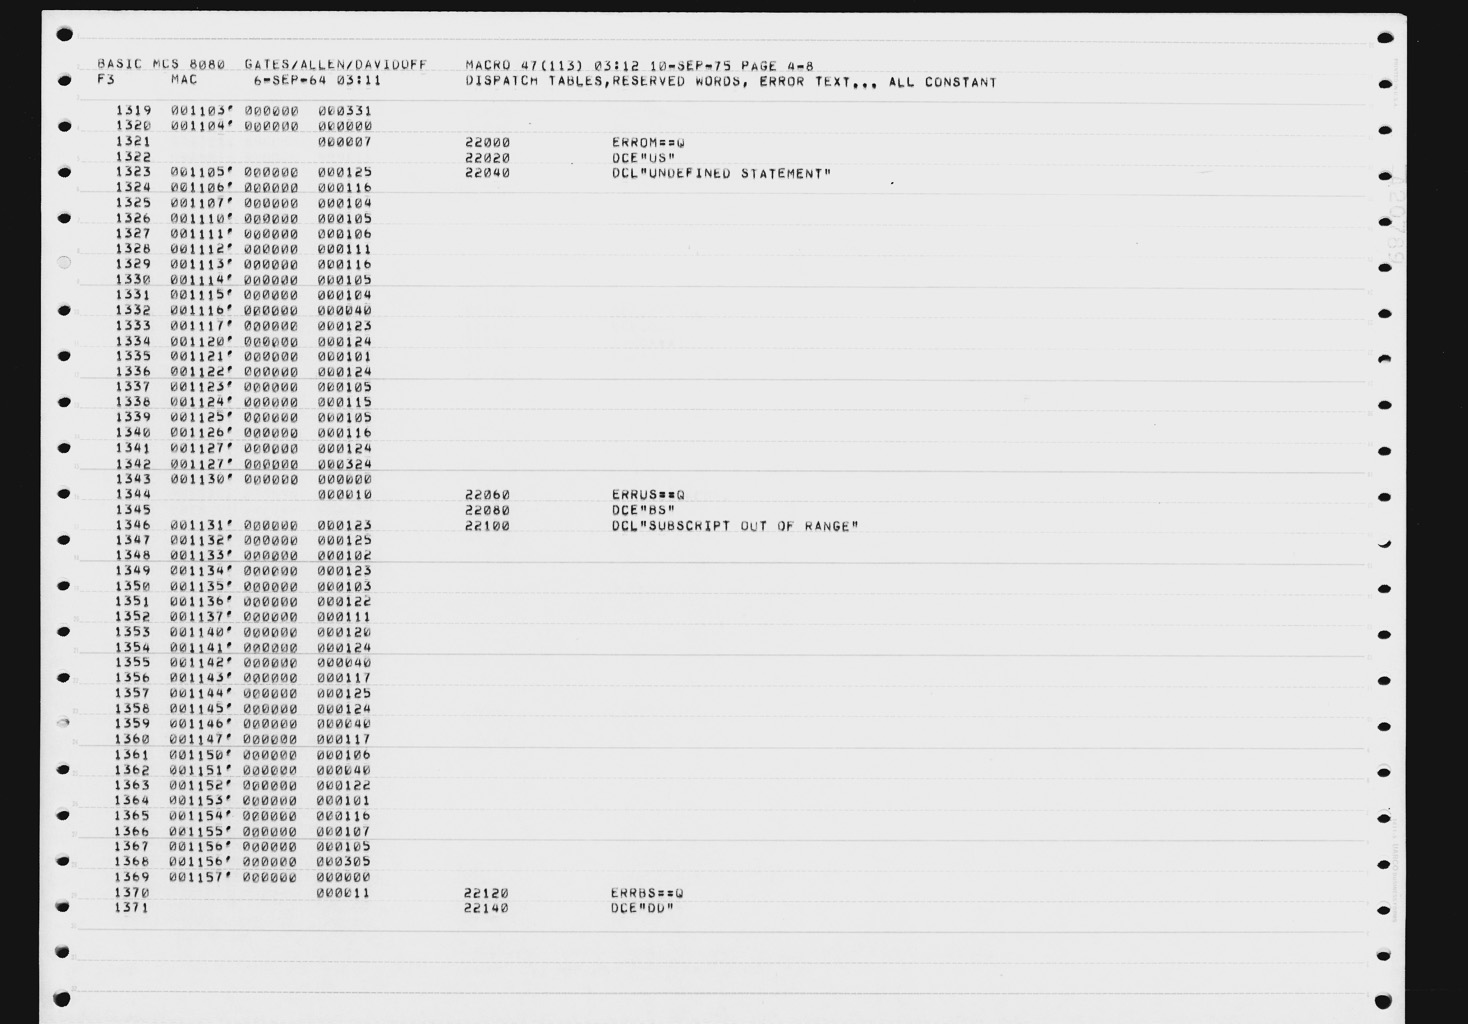 BASIC MCS 8080 GATES/ALLEN/DAVIDOFF MACRO 47(113) 03:12 10-SEP-75 PAGE 4-8
F3 MAC 6-SEP-64 03:11 DISPATCH TABLES,RESERVED WORDS, ERROR TEXT... ALL CONSTANT
1319 001103' 000000 000331
1320 001104' 000000 000000
1321 000007 22000 ERROM==Q
1322 22020 DCE"US"
1323 001105' 000000 000125 22040 DCL"UNDEFINED STATEMENT"
1324 001106' 000000 000116
1325 001107' 000000 000104
1326 001110' 000000 000105
1327 001111' 000000 000106
1328 001112' 000000 000111
1329 001113' 000000 000116
1330 001114' 000000 000105
1331 001115' 000000 000104
1332 001116' 000000 000040
1333 001117' 000000 000123
1334 001120' 000000 000124
1335 001121' 000000 000101
1336 001122' 000000 000124
1337 001123' 000000 000105
1338 001124' 000000 000115
1339 001125' 000000 000105
1340 001126' 000000 000116
1341 001127' 000000 000124
1342 001127' 000000 000324
1343 001130' 000000 000000
1344 000010 22060 ERRUS==Q
1345 22080 DCE"BS"
1346 001131' 000000 000123 22100 DCL"SUBSCRIPT OUT OF RANGE"
1347 001132' 000000 000125
1348 001133' 000000 000102
1349 001134' 000000 000123
1350 001135' 000000 000103
1351 001136' 000000 000122
1352 001137' 000000 000111
1353 001140' 000000 000120
1354 001141' 000000 000124
1355 001142' 000000 000040
1356 001143' 000000 000117
1357 001144' 000000 000125
1358 001145' 000000 000124
1359 001146' 000000 000040
1360 001147' 000000 000117
1361 001150' 000000 000106
1362 001151' 000000 000040
1363 001152' 000000 000122
1364 001153' 000000 000101
1365 001154' 000000 000116
1366 001155' 000000 000107
1367 001156' 000000 000105
1368 001156' 000000 000305
1369 001157' 000000 000000
1370 000011 22120 ERRBS==Q
1371 22140 DCE"DD"